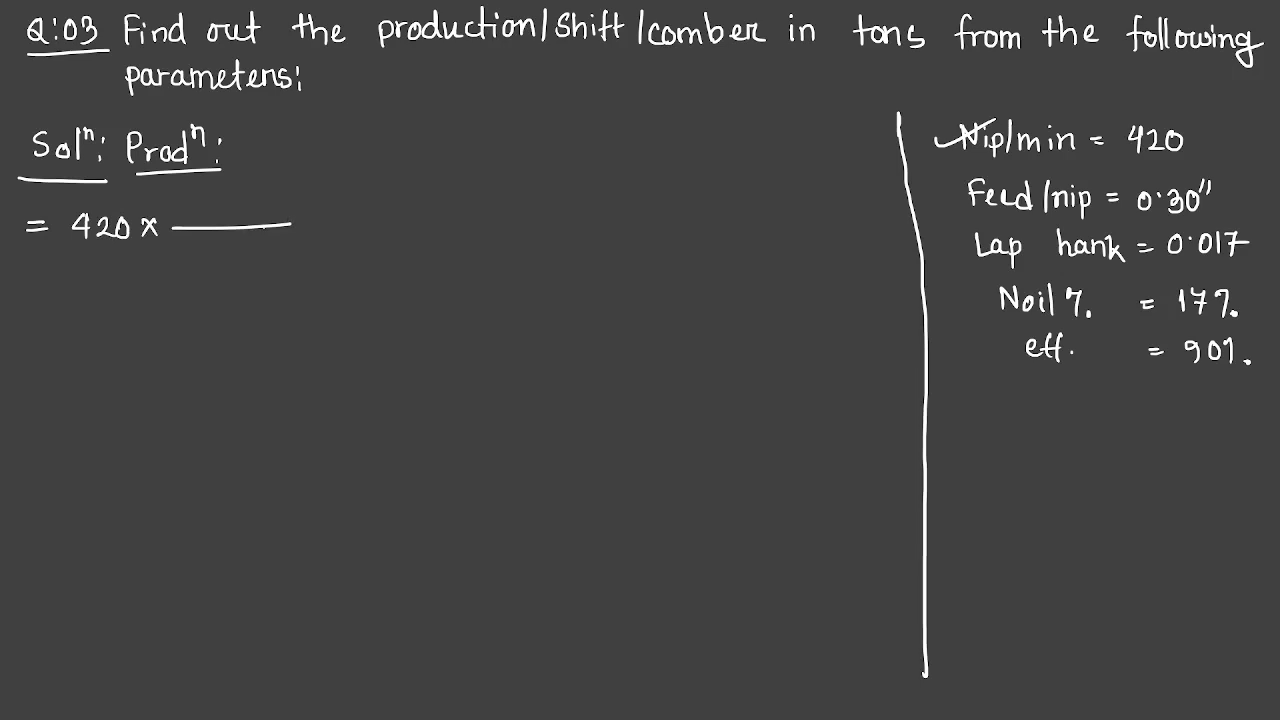 Q:03 Find out the production/Shift/comber in tons from the following
parameters:
Solⁿ: Prodⁿ:
= 420 ×
Nip/min = 420
Feed/nip = 0.30"
Lap hank = 0.017
Noil % = 17%
eff. = 90%